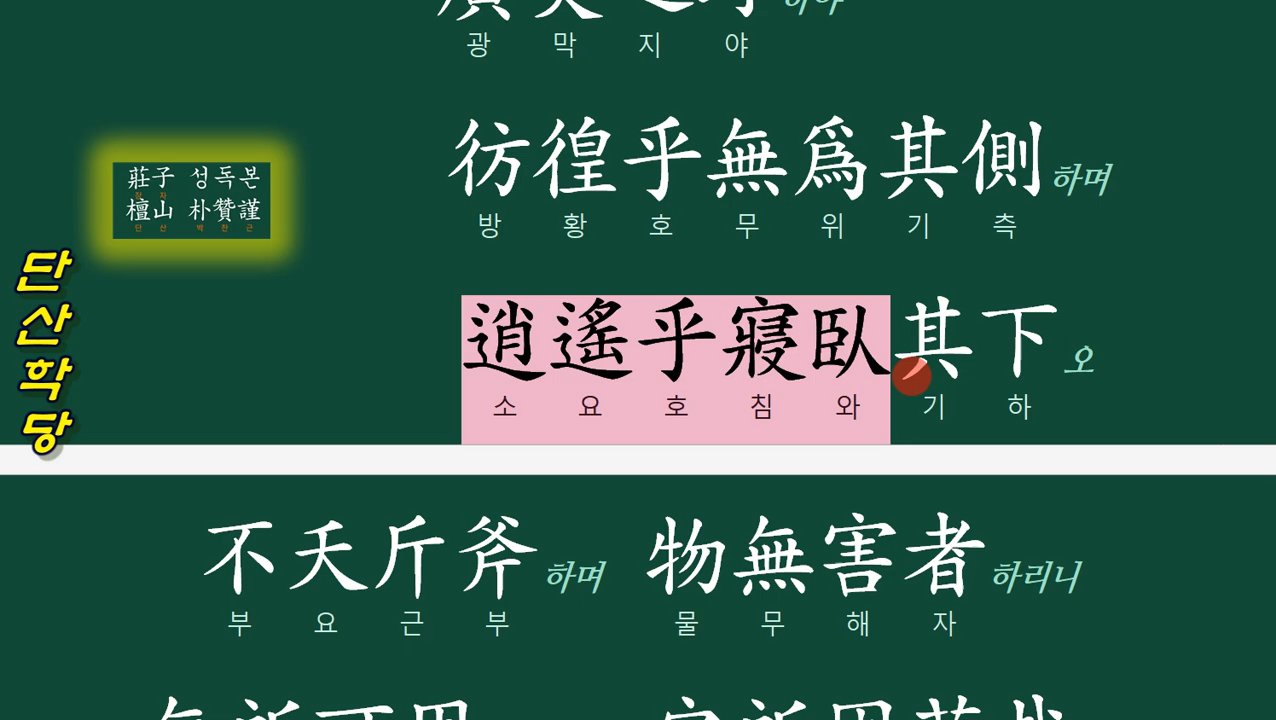 광 막 지 야
彷徨乎無爲其側하며
방 황 호 무 위 기 측
莊子 성독본
장 자
檀山 朴贊謹
단 산 박 찬 근
단산학당
逍遙乎寢臥其下오
소 요 호 침 와 기 하
不夭斤斧하며 物無害者하리니
부 요 근 부 물 무 해 자